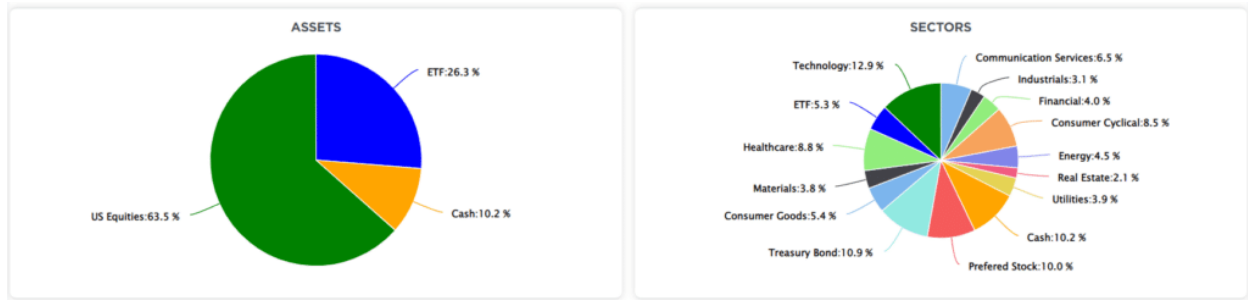 ASSETS
ETF:26.3 %
Cash:10.2 %
US Equities:63.5 %
SECTORS
Communication Services:6.5 %
Industrials:3.1 %
Financial:4.0 %
Consumer Cyclical:8.5 %
Energy:4.5 %
Real Estate:2.1 %
Utilities:3.9 %
Cash:10.2 %
Prefered Stock:10.0 %
Treasury Bond:10.9 %
Consumer Goods:5.4 %
Materials:3.8 %
Healthcare:8.8 %
ETF:5.3 %
Technology:12.9 %